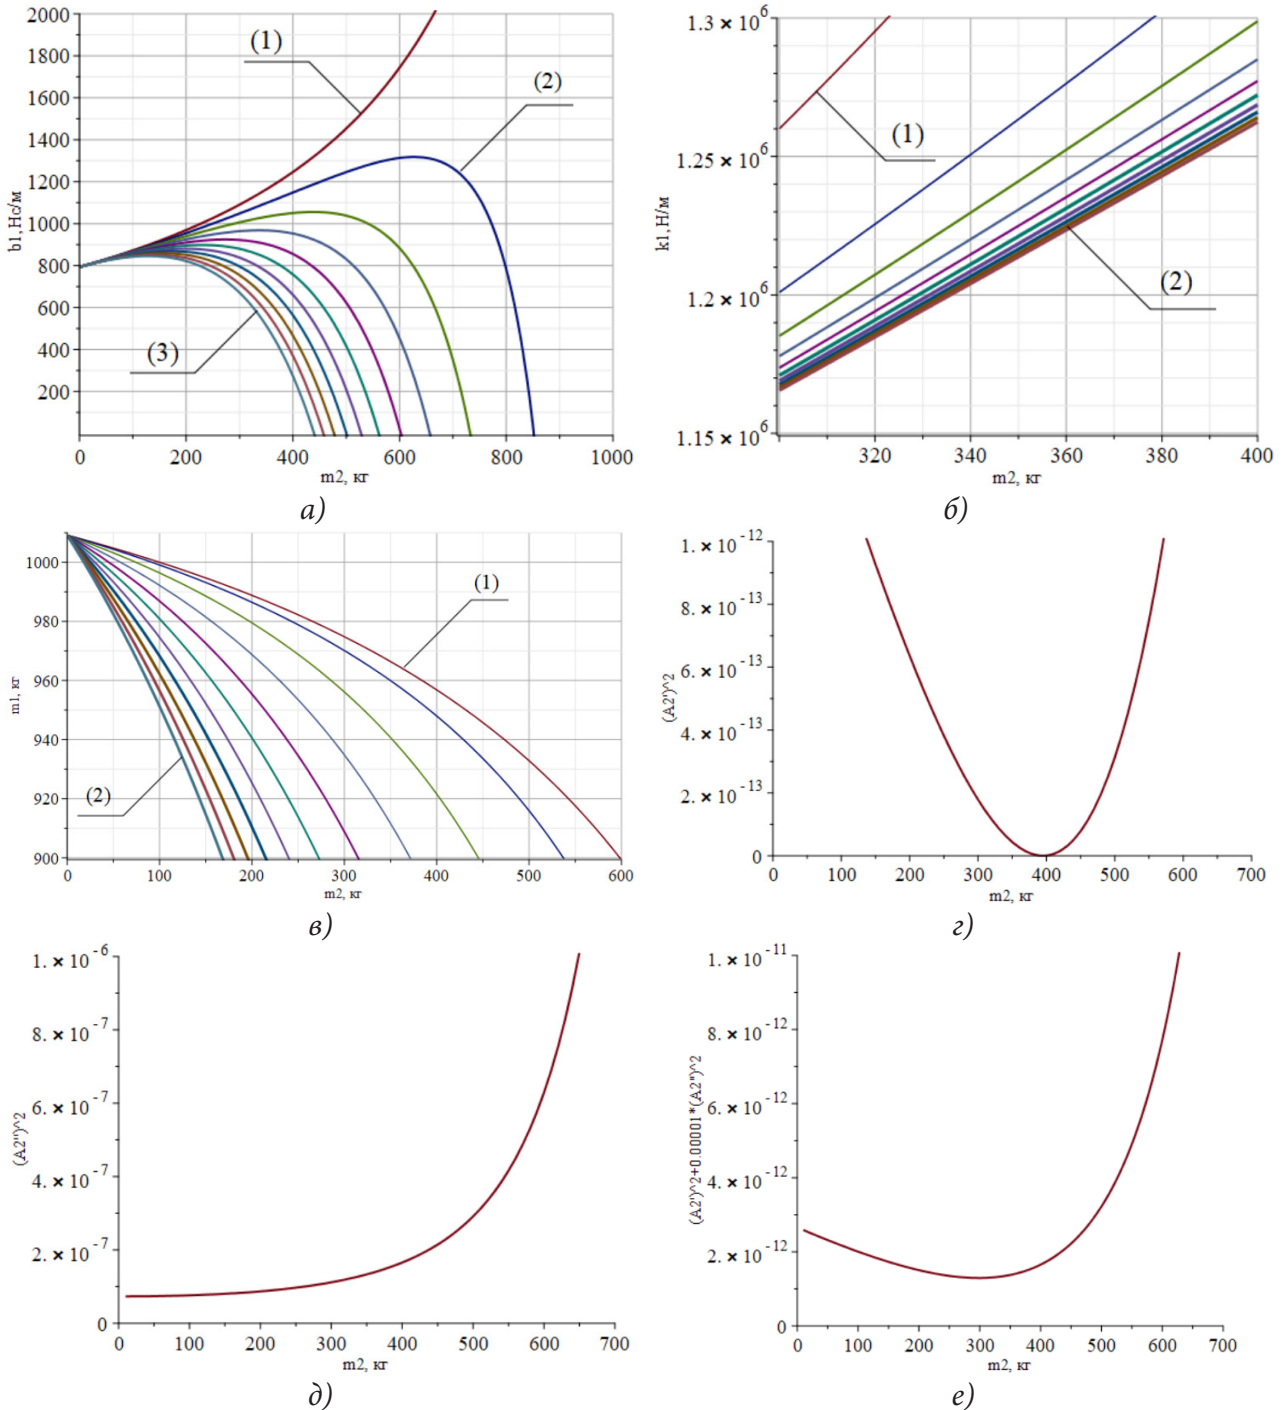 2000
1800
1600
1400
1200
1000
800
600
400
200
b1, Нс/м
(1)
(2)
(3)
0
200
400
600
800
1000
m2, кг
а)
1.3 × 10^6
1.25 × 10^6
1.2 × 10^6
1.15 × 10^6
k1, Н/м
(1)
(2)
320
340
360
380
400
m2, кг
б)
1000
980
960
940
920
900
m1, кг
(1)
(2)
0
100
200
300
400
500
600
m2, кг
в)
1. × 10^-12
8. × 10^-13
6. × 10^-13
4. × 10^-13
2. × 10^-13
0
(A2')^2
0
100
200
300
400
500
600
700
m2, кг
г)
1. × 10^-6
8. × 10^-7
6. × 10^-7
4. × 10^-7
2. × 10^-7
0
(A2'')^2
0
100
200
300
400
500
600
700
m2, кг
д)
1. × 10^-11
8. × 10^-12
6. × 10^-12
4. × 10^-12
2. × 10^-12
0
(A2')^2+0.00001*(A2'')^2
0
100
200
300
400
500
600
700
m2, кг
е)